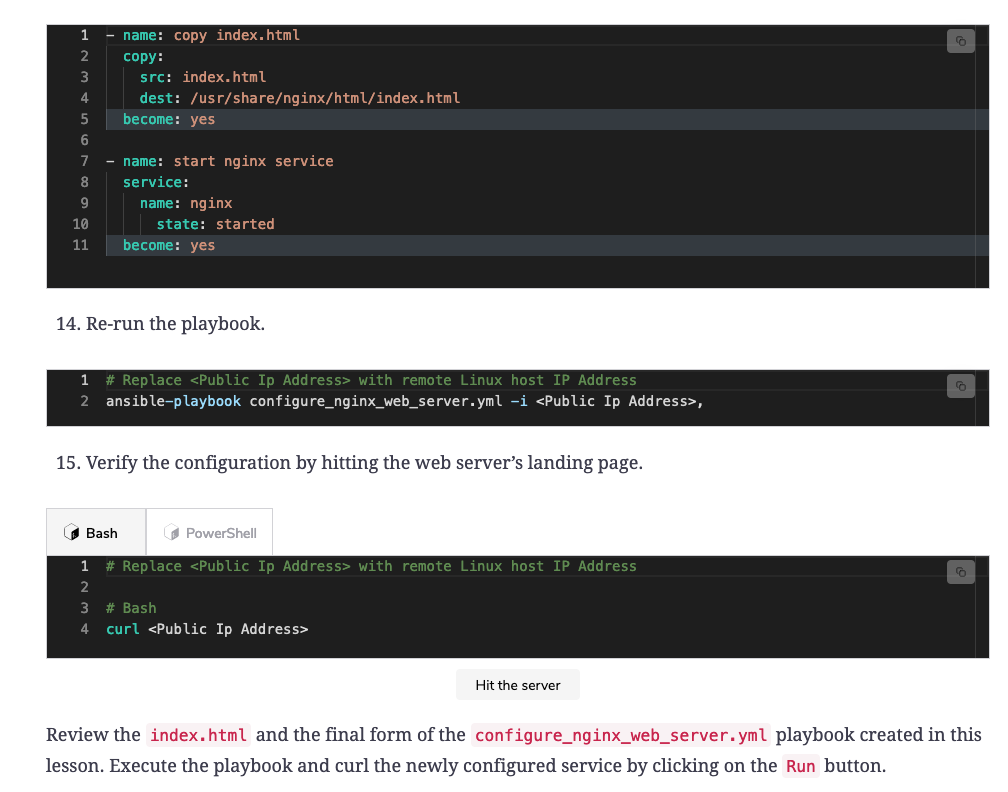 1 - name: copy index.html
2   copy:
3     src: index.html
4     dest: /usr/share/nginx/html/index.html
5   become: yes
6
7 - name: start nginx service
8   service:
9     name: nginx
10      state: started
11  become: yes
14. Re-run the playbook.
1 # Replace <Public Ip Address> with remote Linux host IP Address
2 ansible-playbook configure_nginx_web_server.yml -i <Public Ip Address>,
15. Verify the configuration by hitting the web server’s landing page.
Bash PowerShell
1 # Replace <Public Ip Address> with remote Linux host IP Address
2
3 # Bash
4 curl <Public Ip Address>
Hit the server
Review the index.html and the final form of the configure_nginx_web_server.yml playbook created in this
lesson. Execute the playbook and curl the newly configured service by clicking on the Run button.